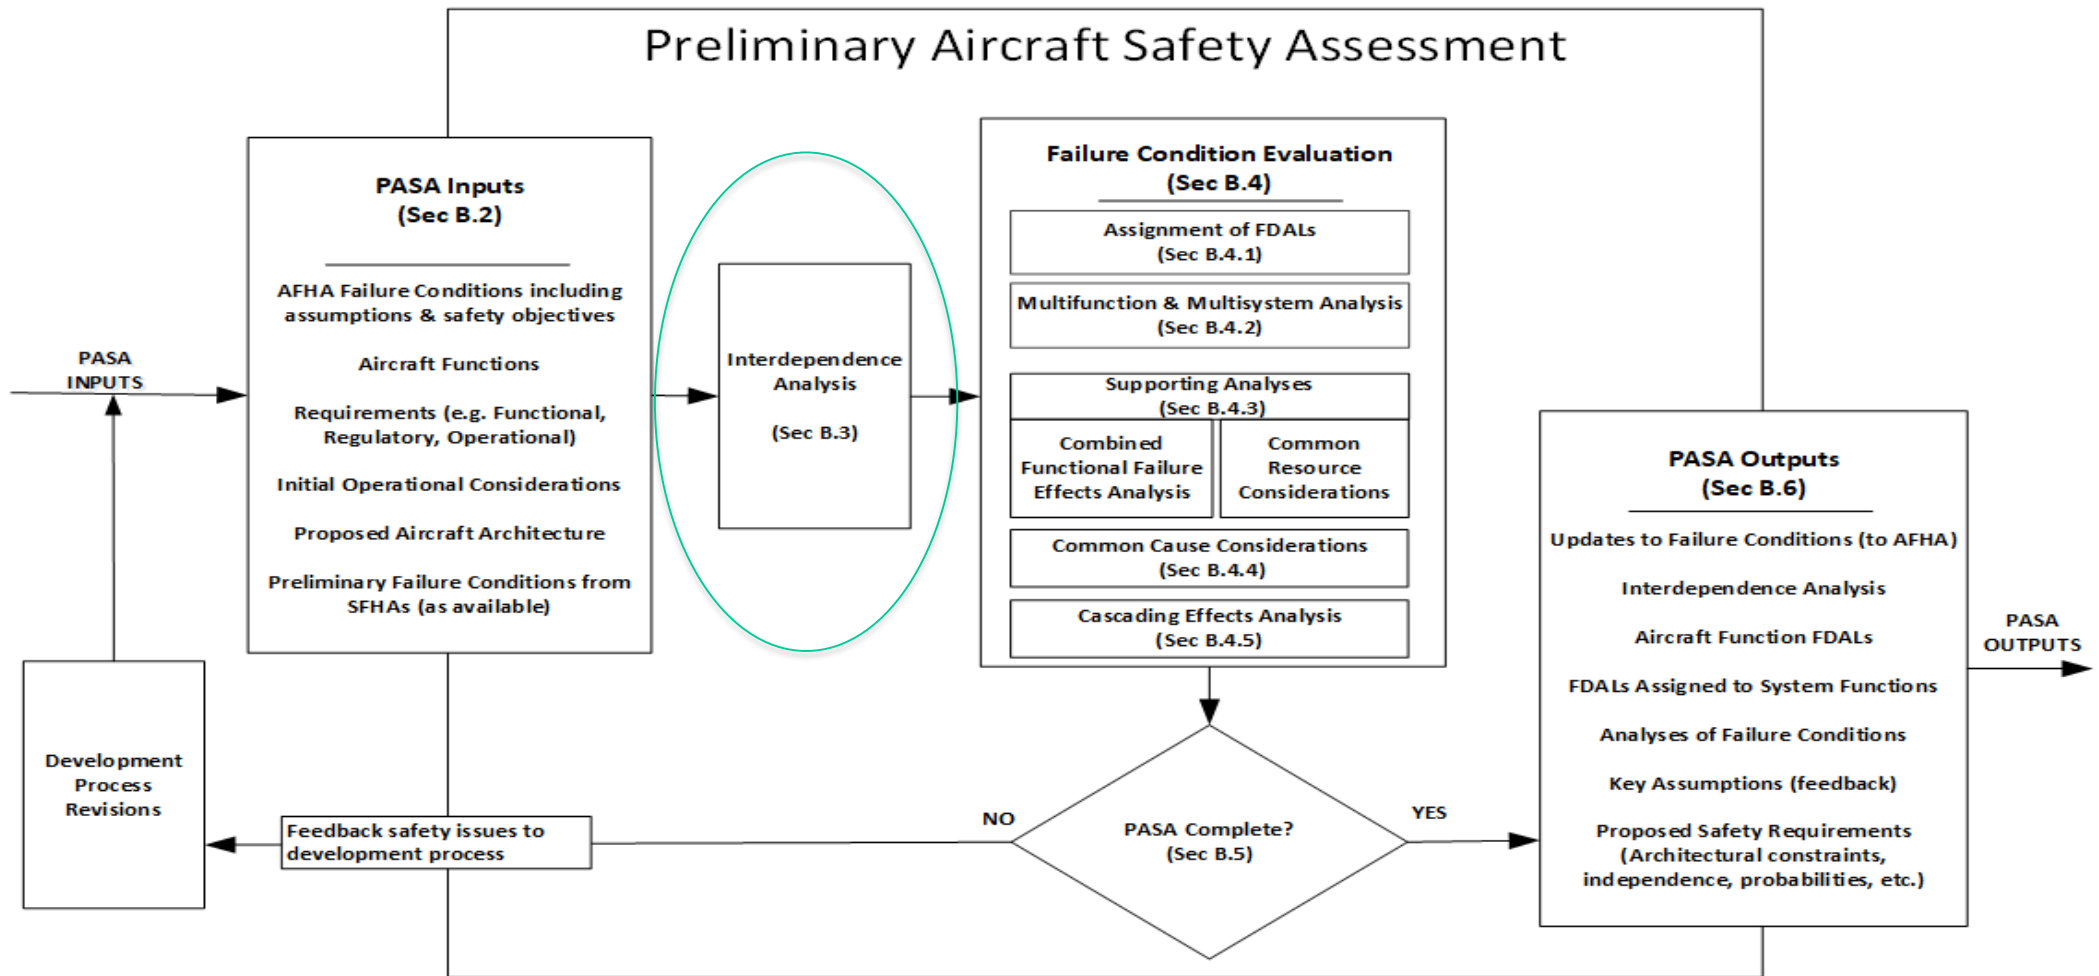 Preliminary Aircraft Safety Assessment
PASA
INPUTS
PASA Inputs
(Sec B.2)
AFHA Failure Conditions including
assumptions & safety objectives
Aircraft Functions
Requirements (e.g. Functional,
Regulatory, Operational)
Initial Operational Considerations
Proposed Aircraft Architecture
Preliminary Failure Conditions from
SFHAs (as available)
Interdependence
Analysis
(Sec B.3)
Failure Condition Evaluation
(Sec B.4)
Assignment of FDALs
(Sec B.4.1)
Multifunction & Multisystem Analysis
(Sec B.4.2)
Supporting Analyses
(Sec B.4.3)
Combined
Functional Failure
Effects Analysis
Common
Resource
Considerations
Common Cause Considerations
(Sec B.4.4)
Cascading Effects Analysis
(Sec B.4.5)
PASA Complete?
(Sec B.5)
NO
YES
Feedback safety issues to
development process
Development
Process
Revisions
PASA Outputs
(Sec B.6)
Updates to Failure Conditions (to AFHA)
Interdependence Analysis
Aircraft Function FDALs
FDALs Assigned to System Functions
Analyses of Failure Conditions
Key Assumptions (feedback)
Proposed Safety Requirements
(Architectural constraints,
independence, probabilities, etc.)
PASA
OUTPUTS